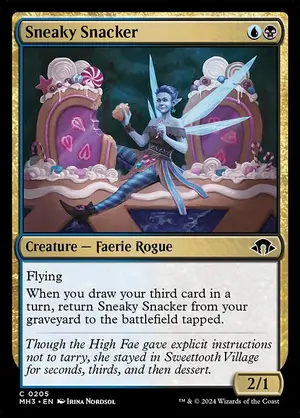 Sneaky Snacker
Creature — Faerie Rogue
Flying
When you draw your third card in a
turn, return Sneaky Snacker from your
graveyard to the battlefield tapped.
Though the High Fae gave explicit instructions
not to tarry, she stayed in Sweettooth Village
for seconds, thirds, and then dessert.
2/1
C 0205
MH3 • EN Irina Nordsol
™ & © 2024 Wizards of the Coast